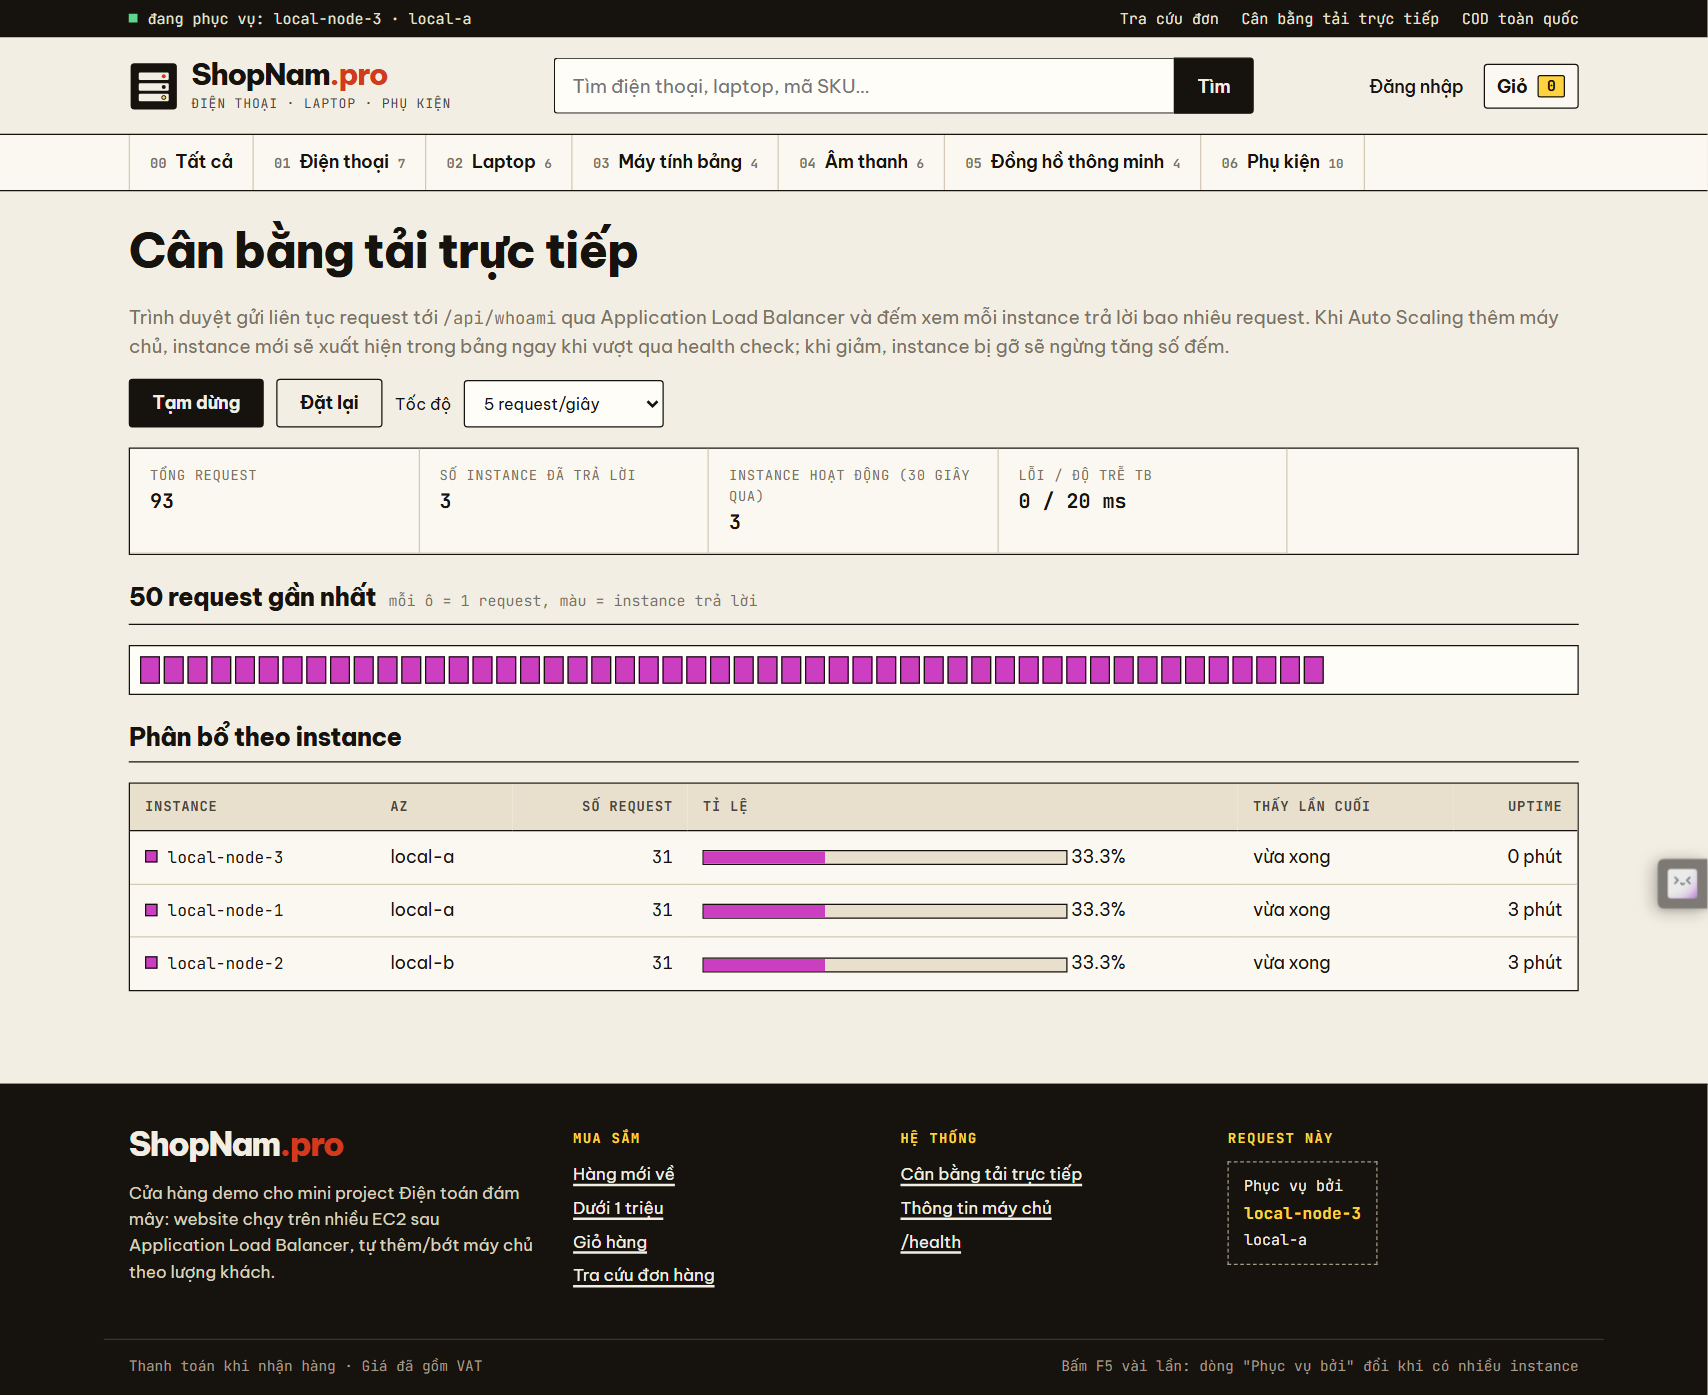 đang phục vụ: local-node-3 · local-a
Tra cứu đơn Cân bằng tải trực tiếp COD toàn quốc
ShopNam.pro
ĐIỆN THOẠI · LAPTOP · PHỤ KIỆN
Tìm điện thoại, laptop, mã SKU...
Tìm
Đăng nhập
Giỏ 0
00 Tất cả 01 Điện thoại 7 02 Laptop 6 03 Máy tính bảng 4 04 Âm thanh 6 05 Đồng hồ thông minh 4 06 Phụ kiện 10
Cân bằng tải trực tiếp
Trình duyệt gửi liên tục request tới /api/whoami qua Application Load Balancer và đếm xem mỗi instance trả lời bao nhiêu request. Khi Auto Scaling thêm máy
chủ, instance mới sẽ xuất hiện trong bảng ngay khi vượt qua health check; khi giảm, instance bị gỡ sẽ ngừng tăng số đếm.
Tạm dừng Đặt lại Tốc độ 5 request/giây
TỔNG REQUEST
93
SỐ INSTANCE ĐÃ TRẢ LỜI
3
INSTANCE HOẠT ĐỘNG (30 GIÂY
QUA)
3
LỖI / ĐỘ TRỄ TB
0 / 20 ms
50 request gần nhất mỗi ô = 1 request, màu = instance trả lời
Phân bổ theo instance
INSTANCE AZ SỐ REQUEST TỈ LỆ THẤY LẦN CUỐI UPTIME
local-node-3 local-a 31 33.3% vừa xong 0 phút
local-node-1 local-a 31 33.3% vừa xong 3 phút
local-node-2 local-b 31 33.3% vừa xong 3 phút
ShopNam.pro
Cửa hàng demo cho mini project Điện toán đám
mây: website chạy trên nhiều EC2 sau
Application Load Balancer, tự thêm/bớt máy chủ
theo lượng khách.
MUA SẮM
Hàng mới về
Dưới 1 triệu
Giỏ hàng
Tra cứu đơn hàng
HỆ THỐNG
Cân bằng tải trực tiếp
Thông tin máy chủ
/health
REQUEST NÀY
Phục vụ bởi
local-node-3
local-a
Thanh toán khi nhận hàng · Giá đã gồm VAT
Bấm F5 vài lần: dòng "Phục vụ bởi" đổi khi có nhiều instance